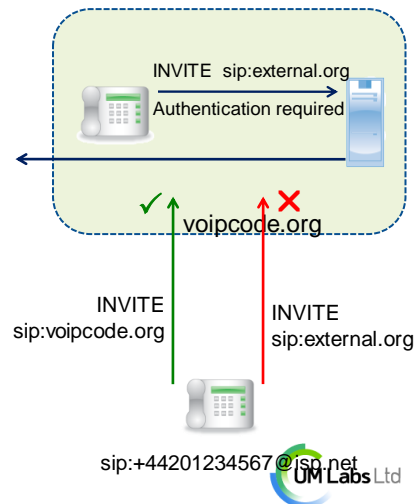 INVITE sip:external.org
Authentication required
voipcode.org
INVITE
sip:voipcode.org
INVITE
sip:external.org
sip:+44201234567@isp.net
UM Labs Ltd